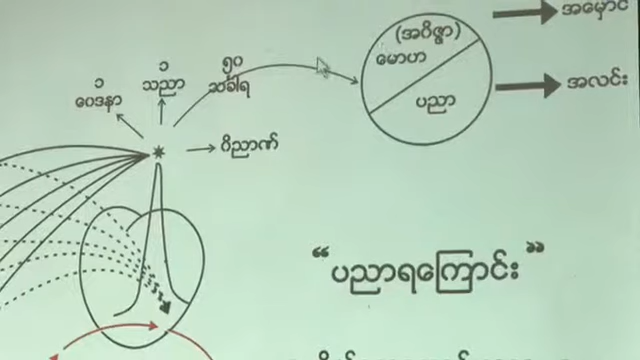 အမှောင်
(အဝိဇ္ဇာ)
မောဟ
ပညာ
အလင်း
၁
ဝေဒနာ
၁
သညာ
၅၀
သင်္ခါရ
ဝိညာဏ်
“ပညာရကြောင်း”